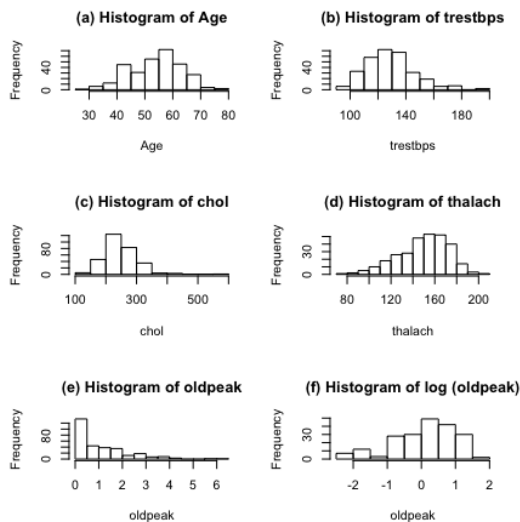 (a) Histogram of Age
Frequency
0 40
30 40 50 60 70 80
Age
(b) Histogram of trestbps
Frequency
0 40
100 140 180
trestbps
(c) Histogram of chol
Frequency
0 80
100 300 500
chol
(d) Histogram of thalach
Frequency
0 30
80 120 160 200
thalach
(e) Histogram of oldpeak
Frequency
0 80
0 1 2 3 4 5 6
oldpeak
(f) Histogram of log (oldpeak)
Frequency
0 30
-2 -1 0 1 2
oldpeak